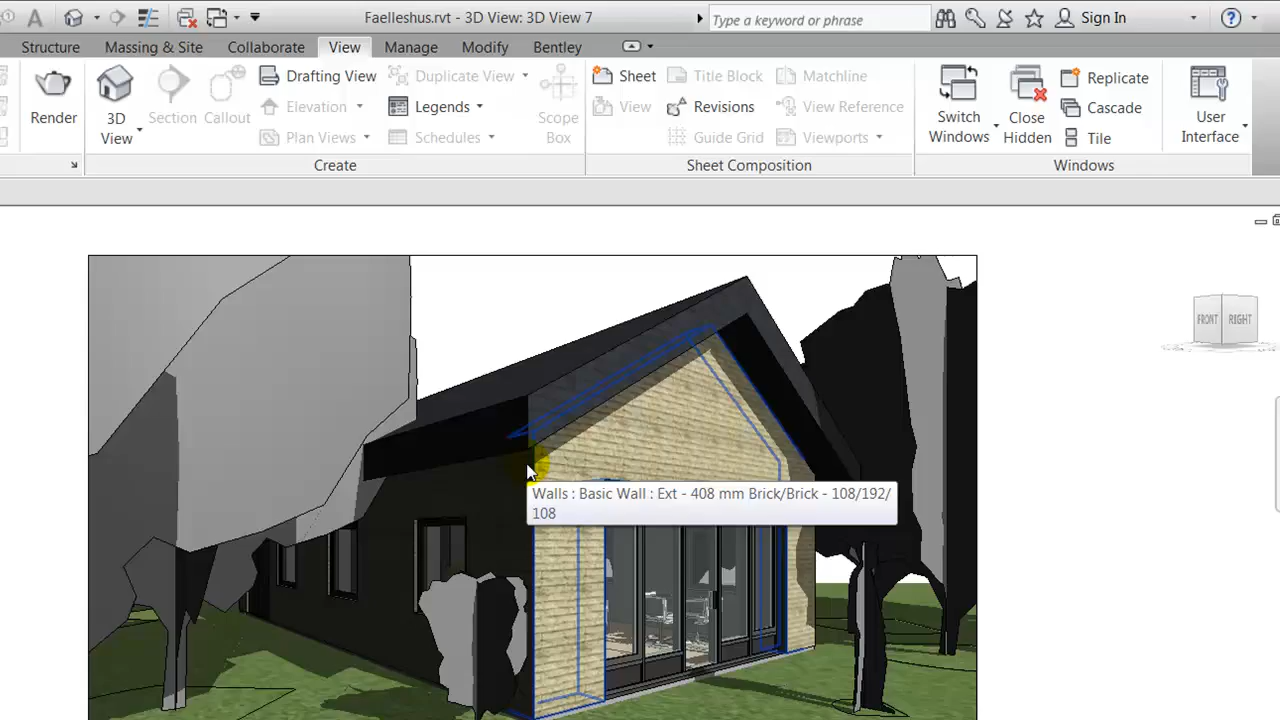 Faelleshus.rvt - 3D View: 3D View 7
Type a keyword or phrase
Sign In
Structure Massing & Site Collaborate View Manage Modify Bentley
Render
3D View
Section
Callout
Drafting View
Elevation
Plan Views
Duplicate View
Legends
Schedules
Scope Box
Create
Sheet
View
Title Block
Revisions
Guide Grid
Matchline
View Reference
Viewports
Sheet Composition
Switch Windows
Close Hidden
Replicate
Cascade
Tile
User Interface
Windows
FRONT RIGHT
Walls : Basic Wall : Ext - 408 mm Brick/Brick - 108/192/
108